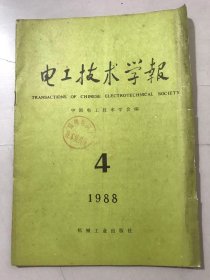 电工技术学报
TRANSACTIONS OF CHINESE ELECTROTECHNICAL SOCIETY
中国电工技术学会编
4
1988
机械工业出版社